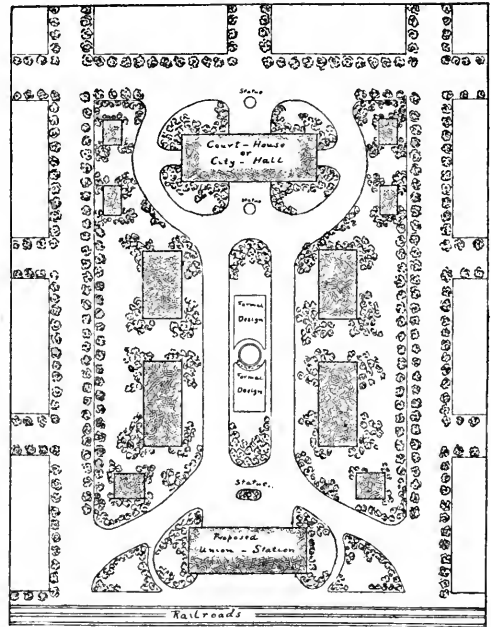 Statue
Court-House
or
City-Hall
Statue
Formal
Design
Formal
Design
Statue.
Proposed
Union-Station
Railroads